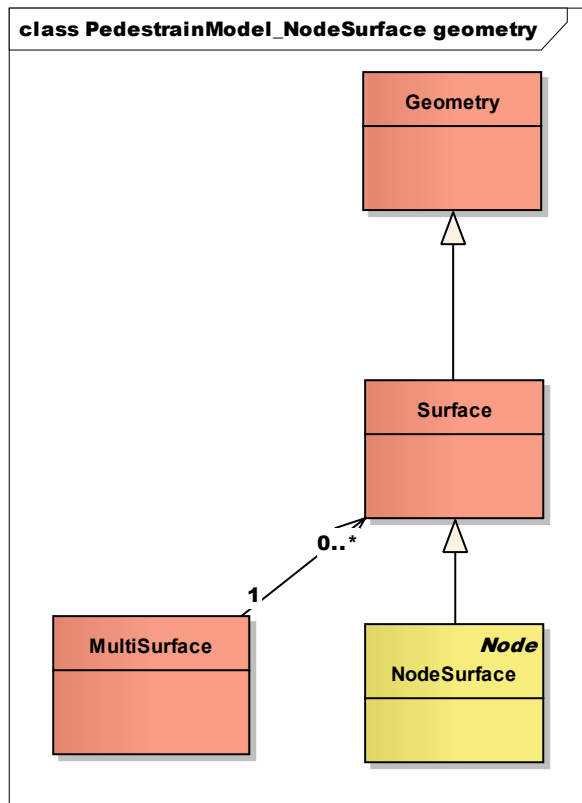 class PedestrainModel_NodeSurface geometry
Geometry
Surface
0..*
1
MultiSurface
Node
NodeSurface